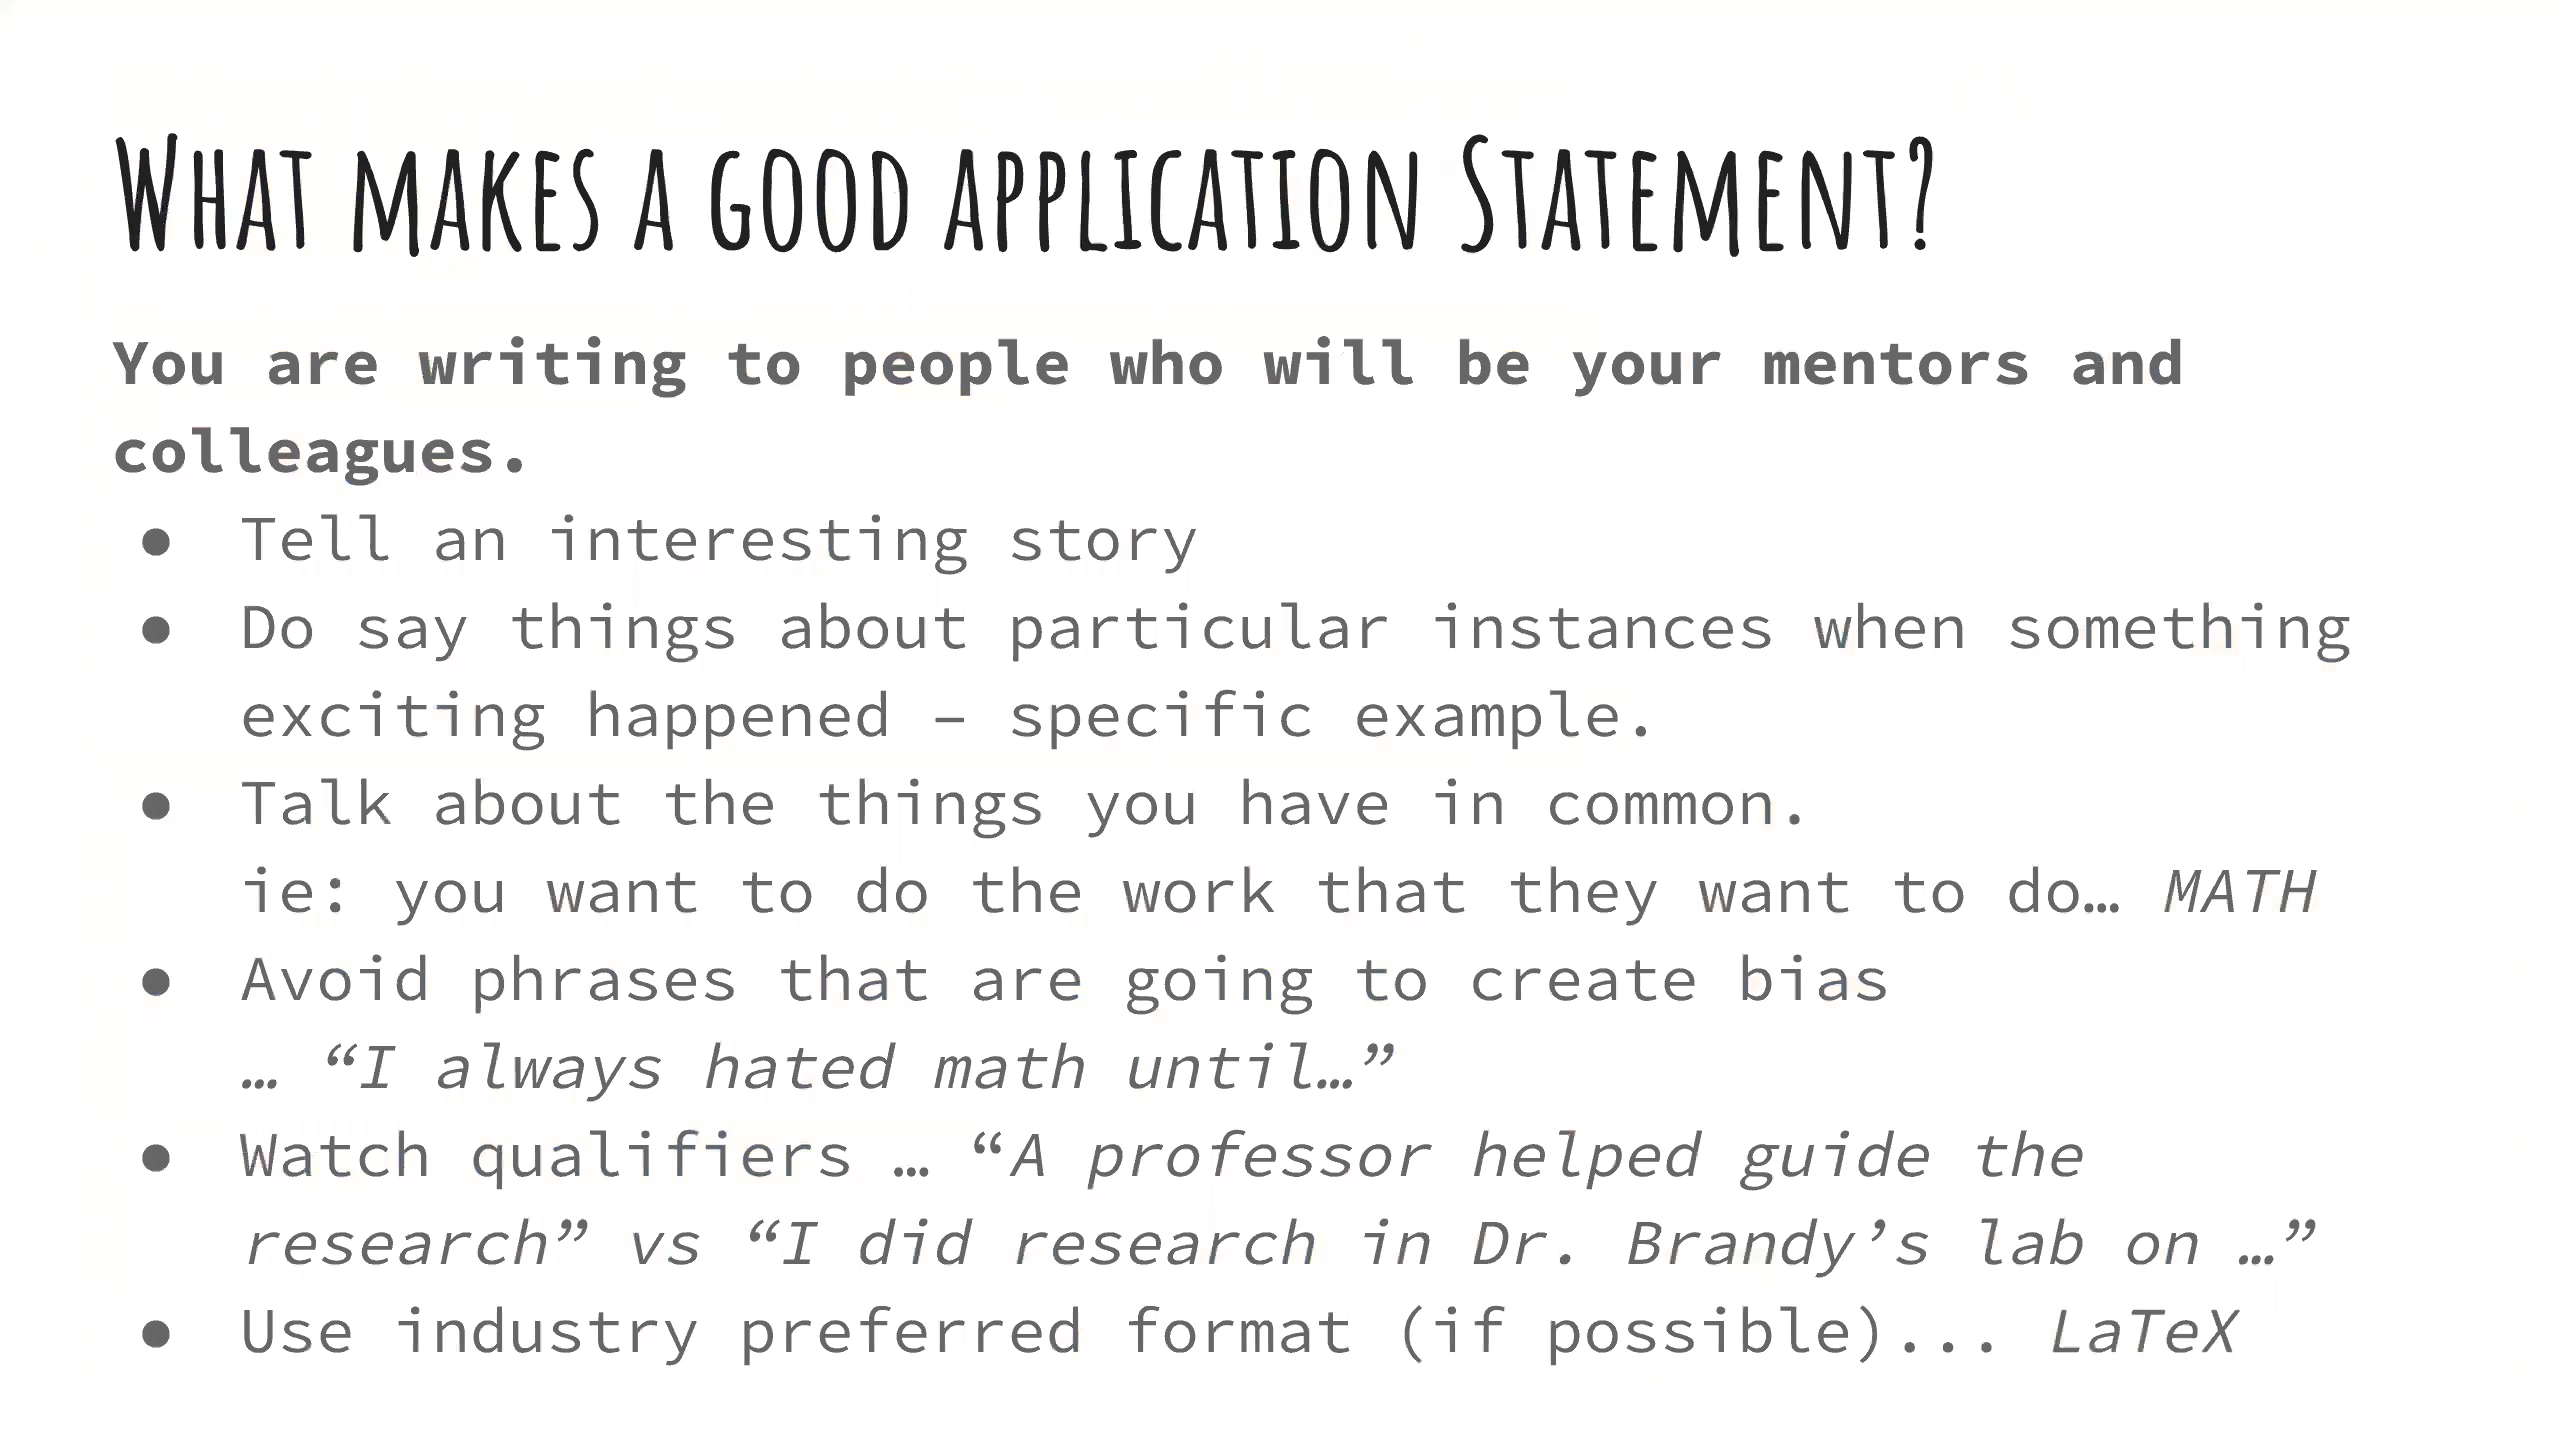 What makes a good application Statement?
You are writing to people who will be your mentors and
colleagues.
● Tell an interesting story
● Do say things about particular instances when something
exciting happened – specific example.
● Talk about the things you have in common.
ie: you want to do the work that they want to do… MATH
● Avoid phrases that are going to create bias
… “I always hated math until…”
● Watch qualifiers … “A professor helped guide the
research” vs “I did research in Dr. Brandy’s lab on …”
● Use industry preferred format (if possible)... LaTeX